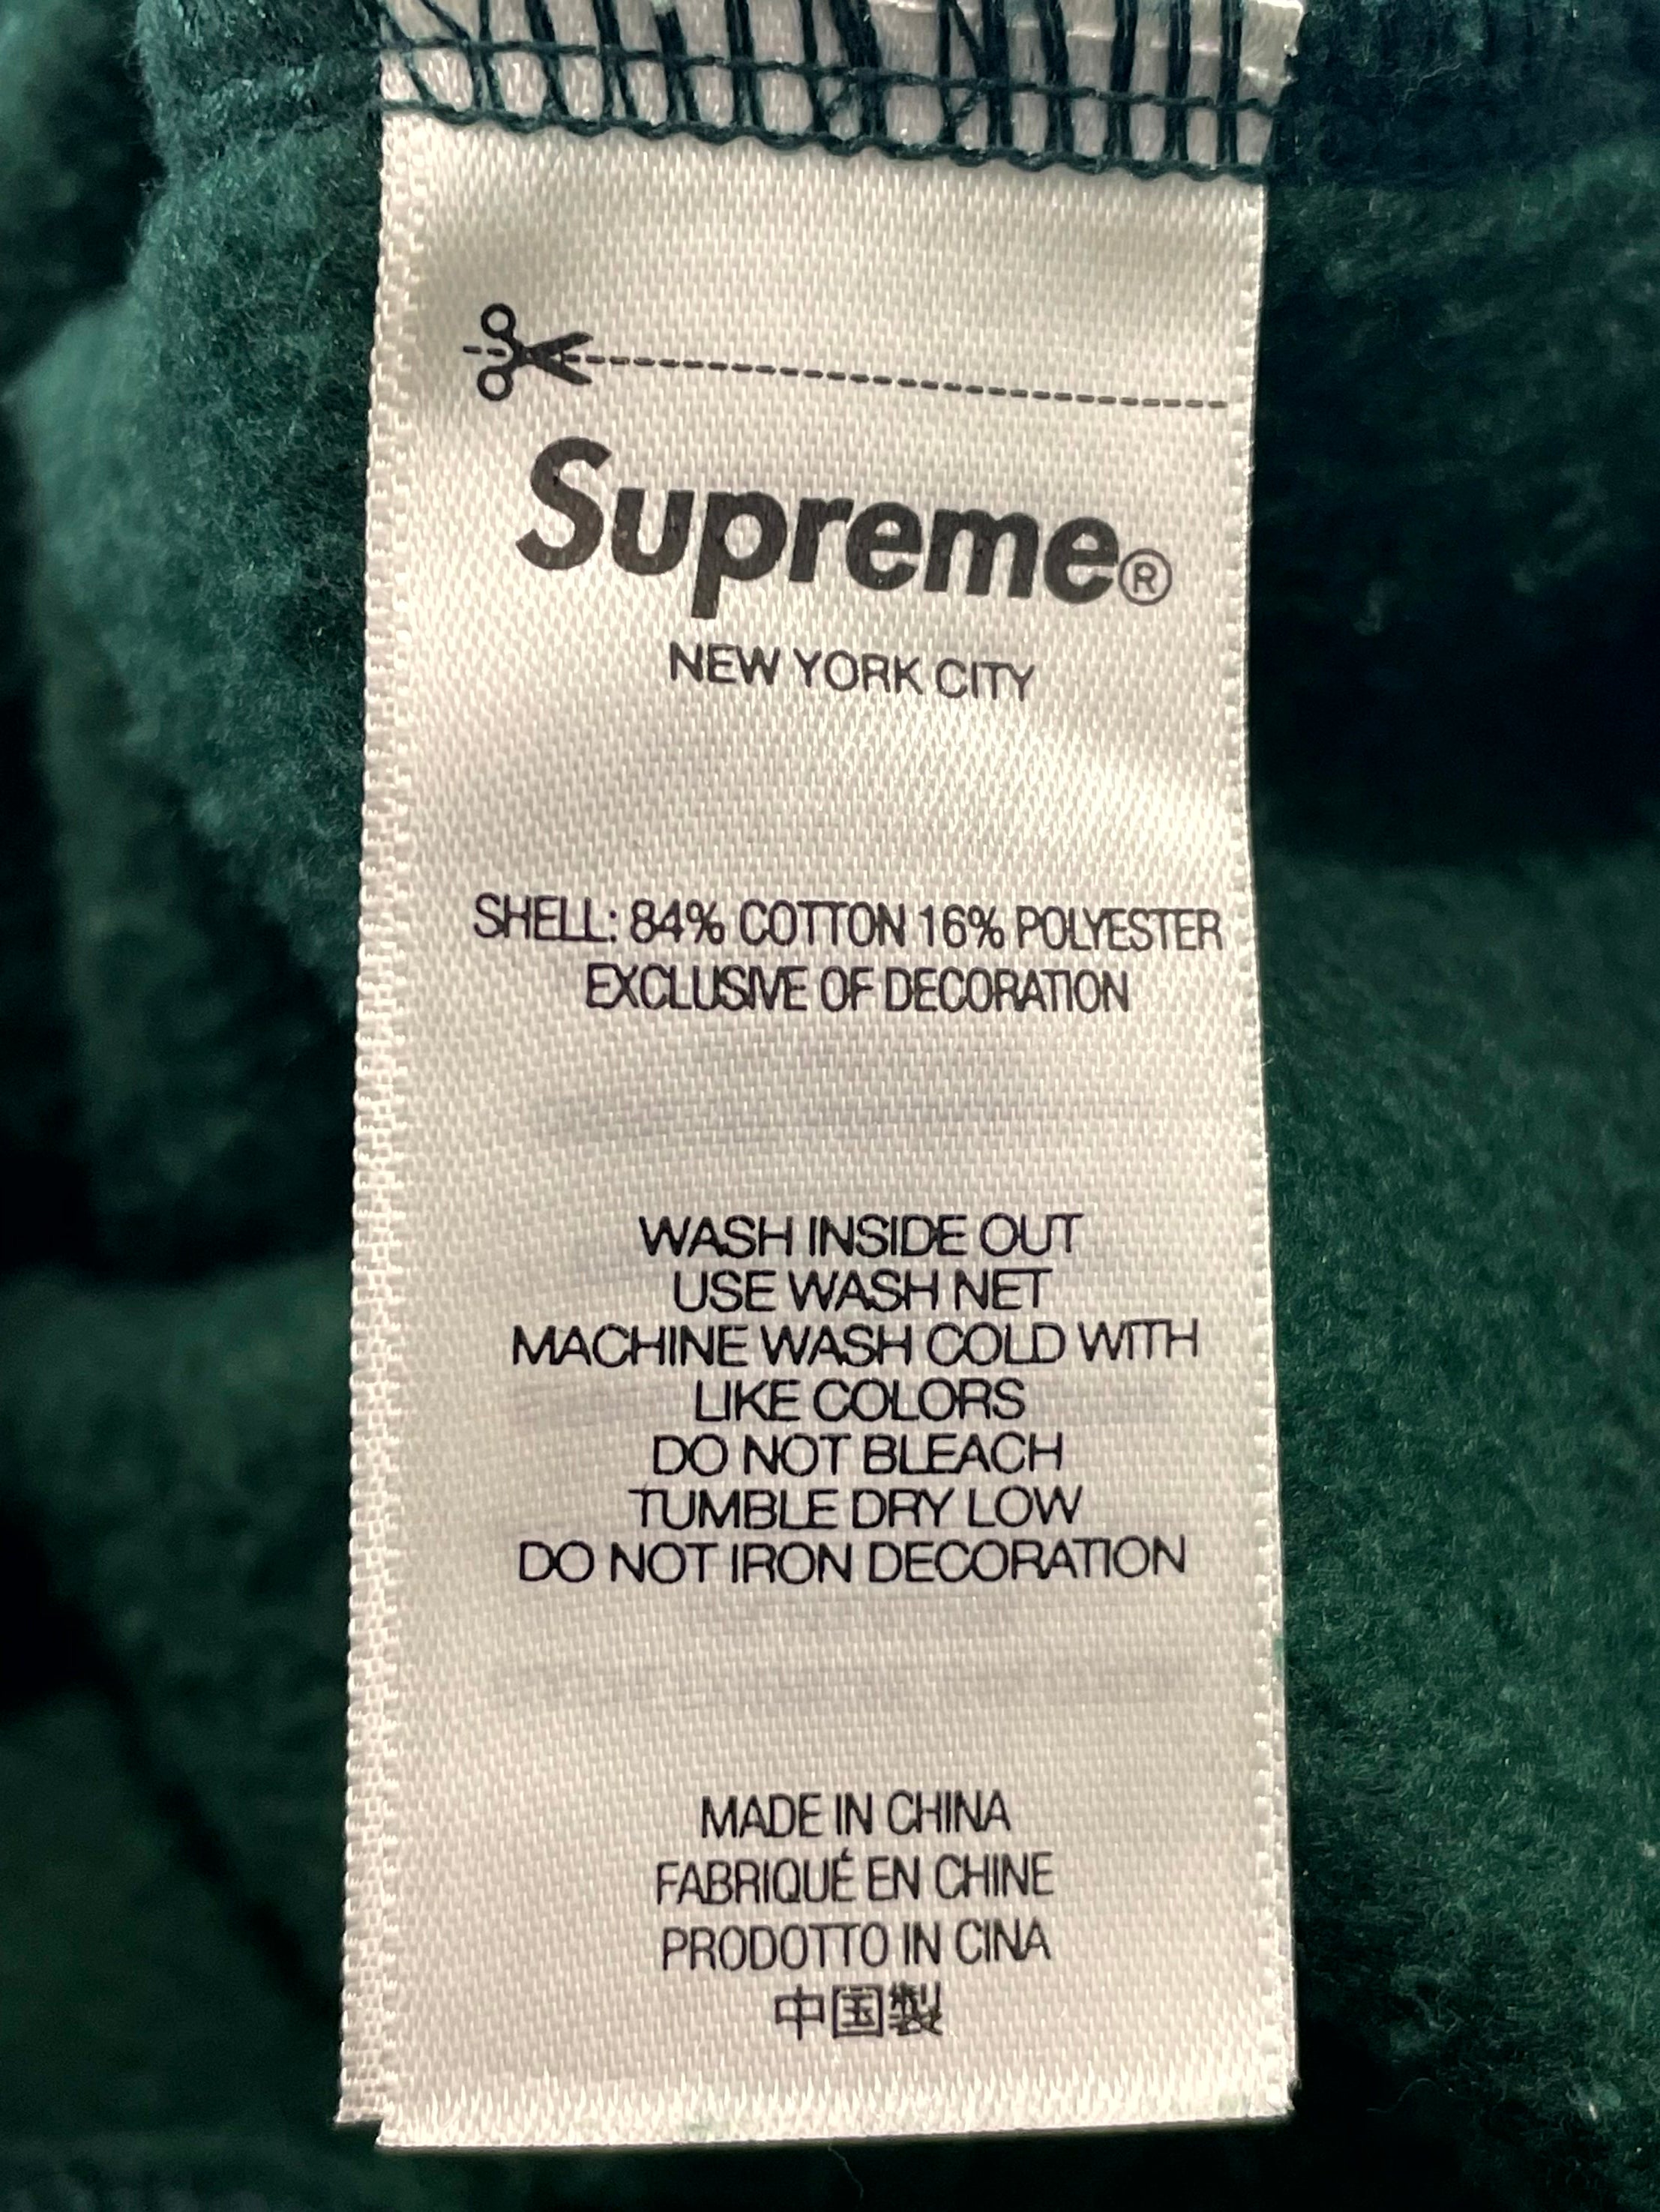 Supreme®
NEW YORK CITY
SHELL: 84% COTTON 16% POLYESTER
EXCLUSIVE OF DECORATION
WASH INSIDE OUT
USE WASH NET
MACHINE WASH COLD WITH
LIKE COLORS
DO NOT BLEACH
TUMBLE DRY LOW
DO NOT IRON DECORATION
MADE IN CHINA
FABRIQUÉ EN CHINE
PRODOTTO IN CINA
中国製